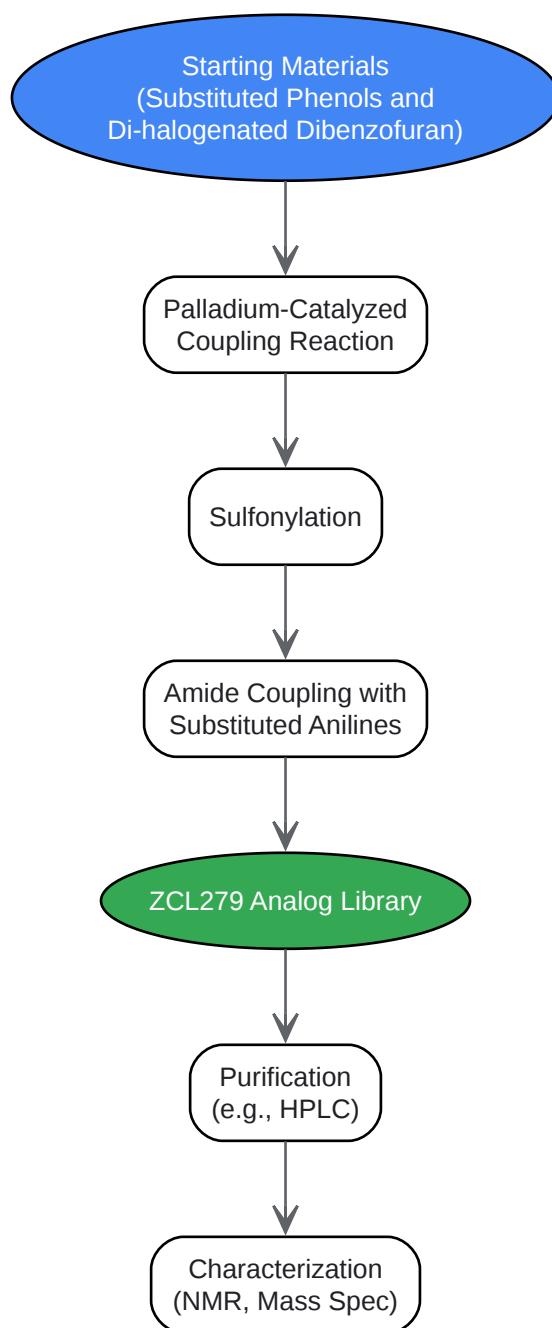 Starting Materials
(Substituted Phenols and
Di-halogenated Dibenzofuran)
Palladium-Catalyzed
Coupling Reaction
Sulfonylation
Amide Coupling with
Substituted Anilines
ZCL279 Analog Library
Purification
(e.g., HPLC)
Characterization
(NMR, Mass Spec)